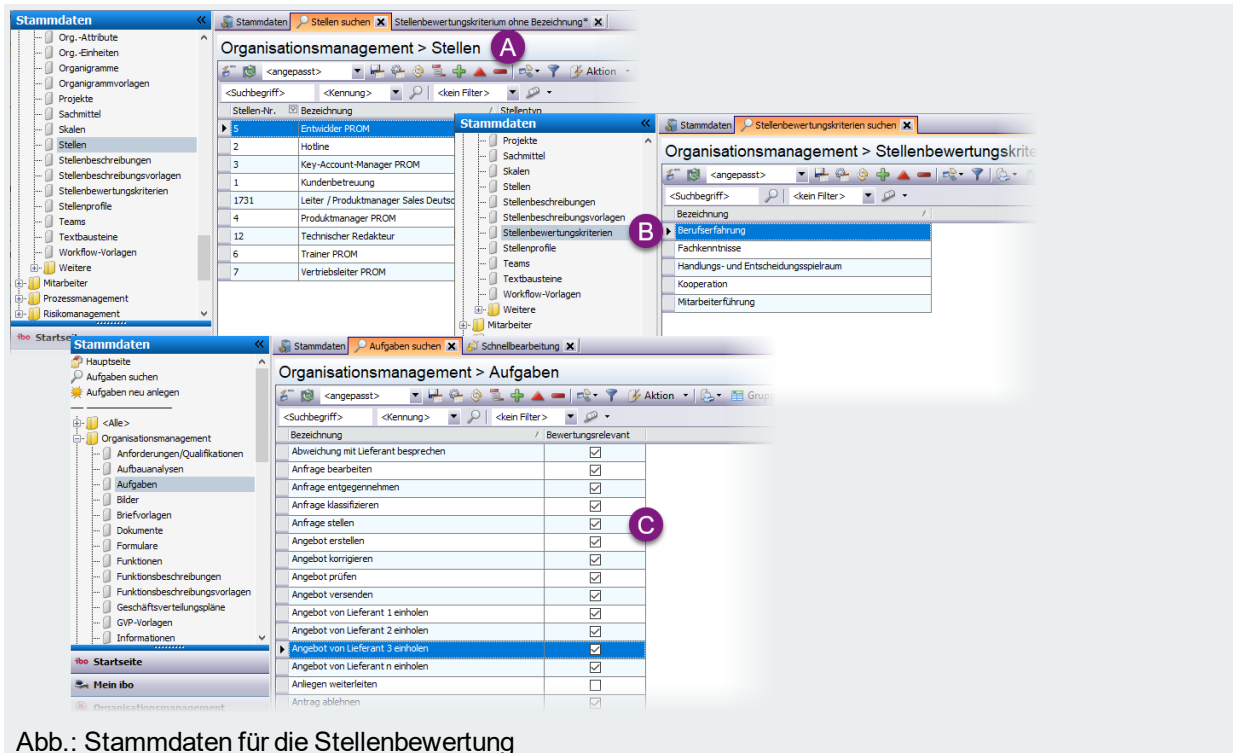 Stammdaten «
Org.-Attribute
Org.-Einheiten
Organigramme
Organigrammvorlagen
Projekte
Sachmittel
Skalen
Stellen
Stellenbeschreibungen
Stellenbeschreibungsvorlagen
Stellenbewertungskriterien
Stellenprofile
Teams
Textbausteine
Workflow-Vorlagen
Weitere
Mitarbeiter
Prozessmanagement
Risikomanagement
ibo Startseite
Stammdaten Stellen suchen Stellenbewertungskriterium ohne Bezeichnung*
Organisationsmanagement > Stellen
A
<angepasst> Aktion
<Suchbegriff> <Kennung> <kein Filter>
Stellen-Nr. Bezeichnung / Stellentyp
5 Entwickler PROM
2 Hotline
3 Key-Account-Manager PROM
1 Kundenbetreuung
1731 Leiter / Produktmanager Sales Deutsc
4 Produktmanager PROM
12 Technischer Redakteur
6 Trainer PROM
7 Vertriebsleiter PROM
Stammdaten «
Projekte
Sachmittel
Skalen
Stellen
Stellenbeschreibungen
Stellenbeschreibungsvorlagen
Stellenbewertungskriterien
Stellenprofile
Teams
Textbausteine
Workflow-Vorlagen
Weitere
Mitarbeiter
Stammdaten Stellenbewertungskriterien suchen
Organisationsmanagement > Stellenbewertungskrite
<angepasst>
<Suchbegriff> <kein Filter>
Bezeichnung /
B
Berufserfahrung
Fachkenntnisse
Handlungs- und Entscheidungsspielraum
Kooperation
Mitarbeiterführung
Stammdaten «
Hauptseite
Aufgaben suchen
Aufgaben neu anlegen
<Alle>
Organisationsmanagement
Anforderungen/Qualifikationen
Aufbauanalysen
Aufgaben
Bilder
Briefvorlagen
Dokumente
Formulare
Funktionen
Funktionsbeschreibungen
Funktionsbeschreibungsvorlagen
Geschäftsverteilungspläne
GVP-Vorlagen
Informationen
ibo Startseite
Mein ibo
Organisationsmanagement
Stammdaten Aufgaben suchen Schnellbearbeitung
Organisationsmanagement > Aufgaben
<angepasst> Aktion Grupp
<Suchbegriff> <Kennung> <kein Filter>
Bezeichnung / Bewertungsrelevant
Abweichung mit Lieferant besprechen
Anfrage bearbeiten
Anfrage entgegennehmen
Anfrage klassifizieren
Anfrage stellen
C
Angebot erstellen
Angebot korrigieren
Angebot prüfen
Angebot versenden
Angebot von Lieferant 1 einholen
Angebot von Lieferant 2 einholen
Angebot von Lieferant 3 einholen
Angebot von Lieferant n einholen
Anliegen weiterleiten
Antrag ablehnen
Abb.: Stammdaten für die Stellenbewertung